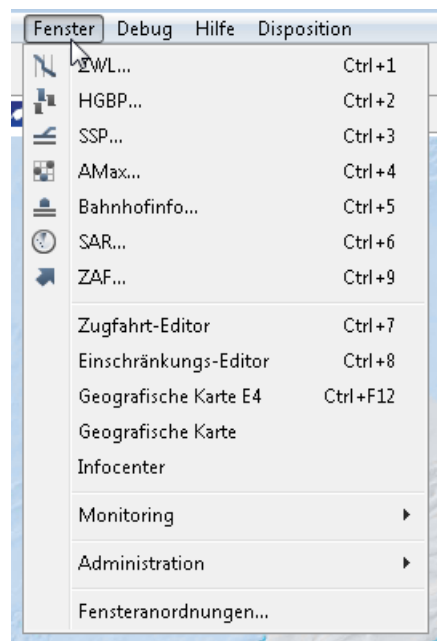 Fenster Debug Hilfe Disposition
ZWL... Ctrl+1
HGBP... Ctrl+2
SSP... Ctrl+3
AMax... Ctrl+4
Bahnhofinfo... Ctrl+5
SAR... Ctrl+6
ZAF... Ctrl+9
Zugfahrt-Editor Ctrl+7
Einschränkungs-Editor Ctrl+8
Geografische Karte E4 Ctrl+F12
Geografische Karte
Infocenter
Monitoring
Administration
Fensteranordnungen...